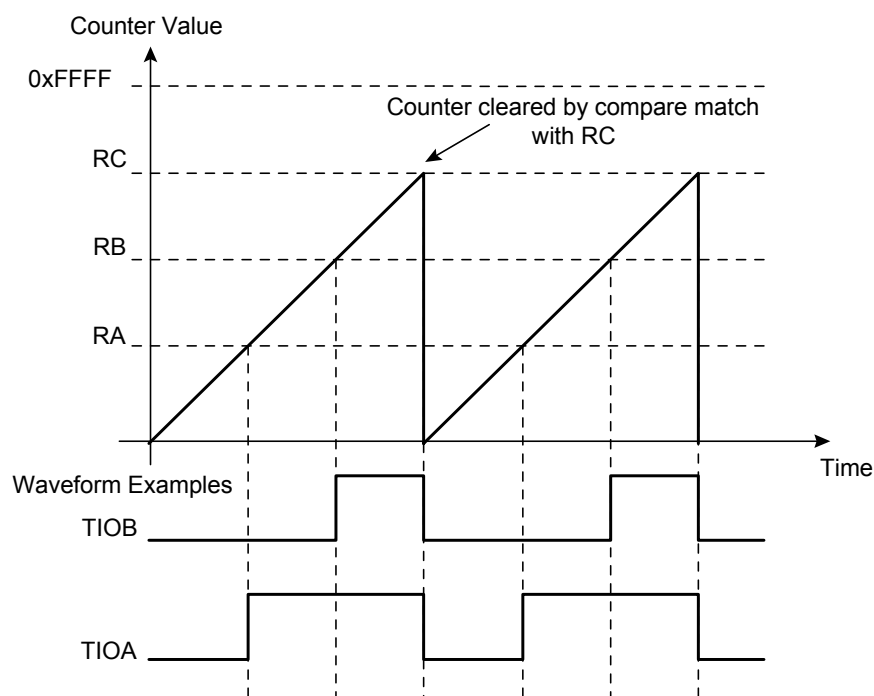 Counter Value
0xFFFF
Counter cleared by compare match
with RC
RC
RB
RA
Time
Waveform Examples
TIOB
TIOA